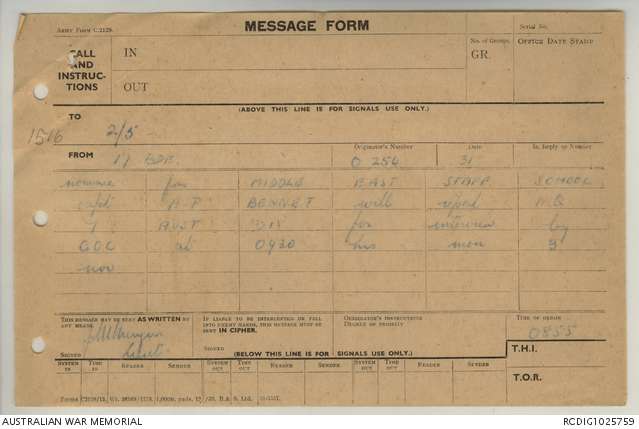 Army Form C.2128.
MESSAGE FORM
Serial No.
CALL AND INSTRUC-TIONS
IN
OUT
No. of Groups.
GR.
Office Date Stamp
(ABOVE THIS LINE IS FOR SIGNALS USE ONLY.)
1516
TO
2/5
FROM 17 BDE.
Originator's Number
O 254
Date
31
In Reply to Number
nominee for MIDDLE EAST STAFF SCHOOL
capt A-P BENNET will report H.Q
7 AUST DIV for interview by
GOC at 0930 hrs mon 3
nov
THIS MESSAGE MAY BE SENT AS WRITTEN BY ANY MEANS.
SIGNED
Lieut
IF LIABLE TO BE INTERCEPTED OR FALL INTO ENEMY HANDS, THIS MESSAGE MUST BE SENT IN CIPHER.
SIGNED
ORIGINATOR'S INSTRUCTIONS
DEGREE OF PRIORITY
TIME OF ORIGIN
0855
(BELOW THIS LINE IS FOR SIGNALS USE ONLY.)
T.H.I.
T.O.R.
SYSTEM IN TIME IN READER SENDER SYSTEM OUT TIME OUT READER SENDER SYSTEM OUT TIME OUT READER SENDER
AUSTRALIAN WAR MEMORIAL
RCDIG1025759